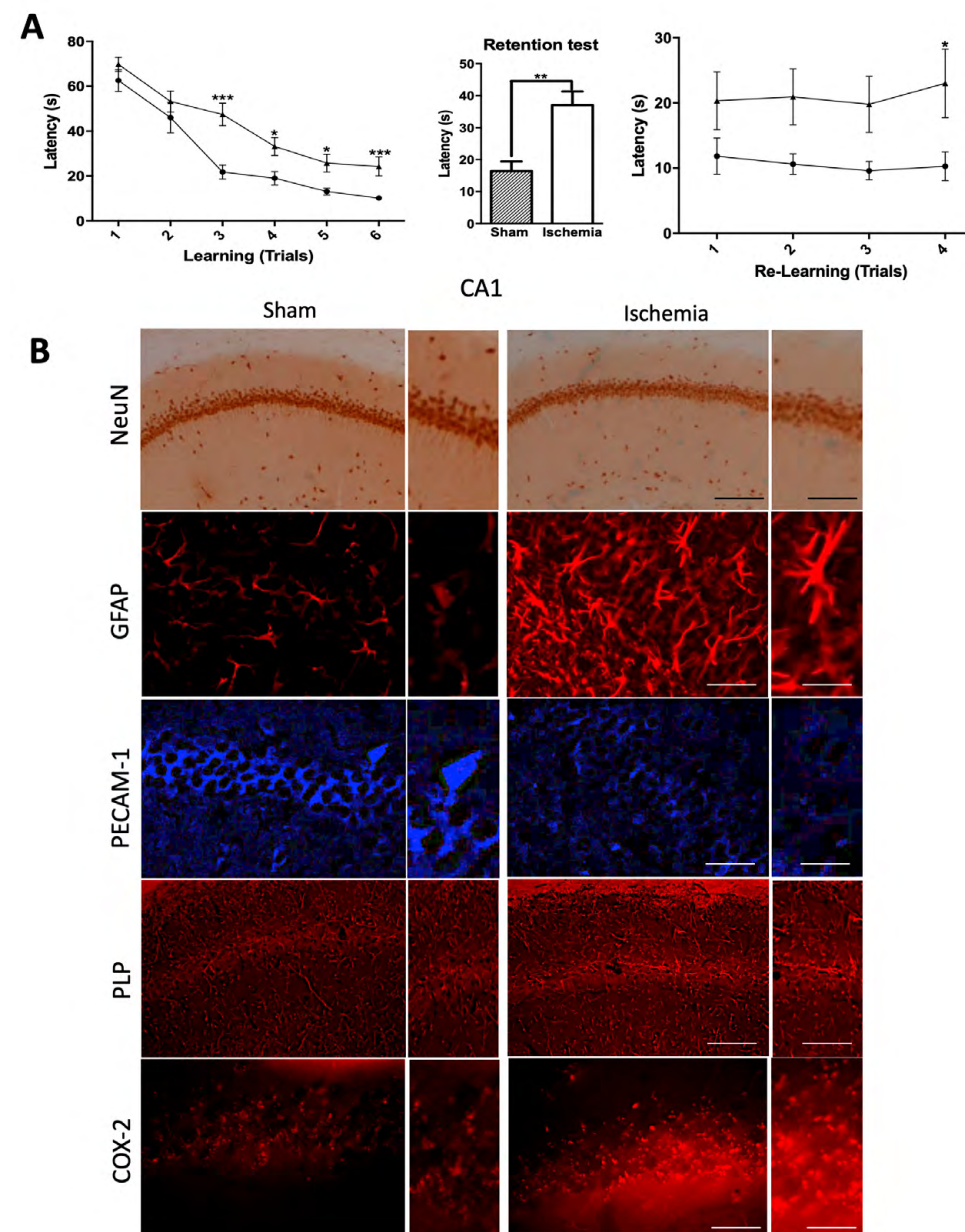 A
Latency (s)
80
60
40
20
0
***
*
*
***
1 2 3 4 5 6
Learning (Trials)
Retention test
Latency (s)
50
40
30
20
10
0
**
Sham Ischemia
Latency (s)
30
20
10
0
*
1 2 3 4
Re-Learning (Trials)
CA1
Sham Ischemia
B
NeuN
GFAP
PECAM-1
PLP
COX-2